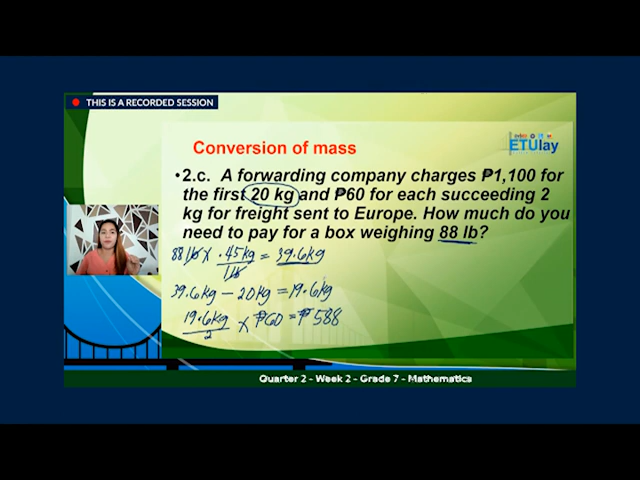 THIS IS A RECORDED SESSION
ETUlay
Conversion of mass
•2.c. A forwarding company charges ₱1,100 for
the first 20 kg and ₱60 for each succeeding 2
kg for freight sent to Europe. How much do you
need to pay for a box weighing 88 lb?
88 lb x .45kg/1lb = 39.6kg
39.6kg - 20kg = 19.6kg
19.6kg/2 x ₱60 = ₱588
Quarter 2 - Week 2 - Grade 7 - Mathematics